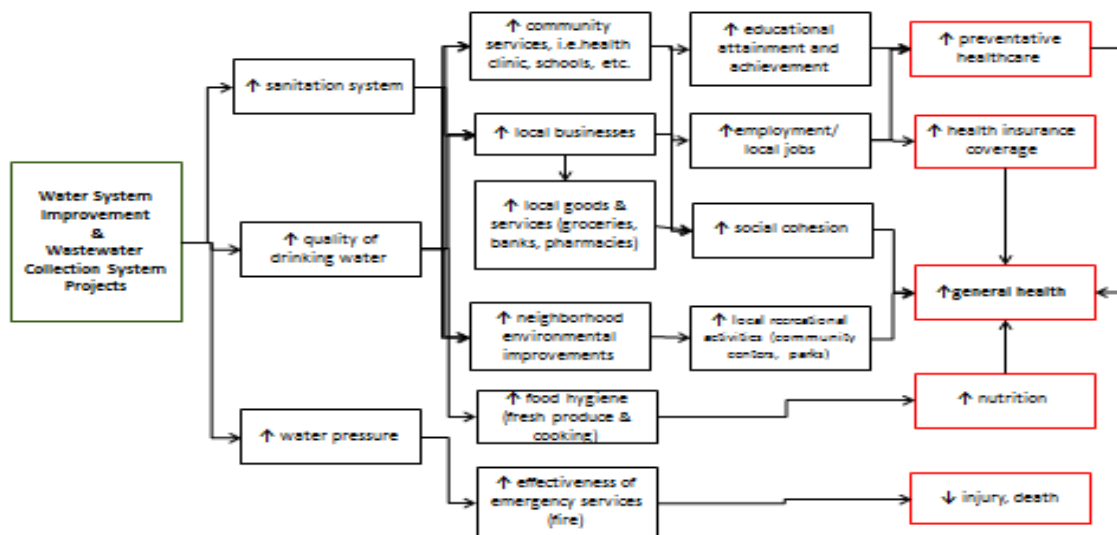 Water System
Improvement
&
Wastewater
Collection System
Projects
↑ sanitation system
↑ quality of
drinking water
↑ water pressure
↑ community
services, i.e.health
clinic, schools, etc.
↑ local businesses
↑ local goods &
services (groceries,
banks, pharmacies)
↑ neighborhood
environmental
improvements
↑ food hygiene
(fresh produce &
cooking)
↑ effectiveness of
emergency services
(fire)
↑ educational
attainment and
achievement
↑employment/
local jobs
↑ social cohesion
↑ local recreational
activities (community
centers, parks)
↑ preventative
healthcare
↑ health insurance
coverage
↑general health
↑ nutrition
↓ injury, death